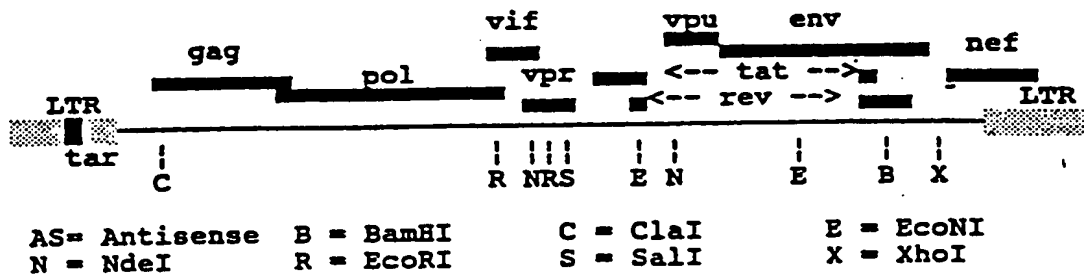 vif
vpu
env
gag
nef
pol
vpr
<-- tat -->
<-- rev -->
LTR
LTR
tar
C R N R S E N E B X
AS= Antisense B = BamHI C = ClaI E = EcoNI
N = NdeI R = EcoRI S = SalI X = XhoI